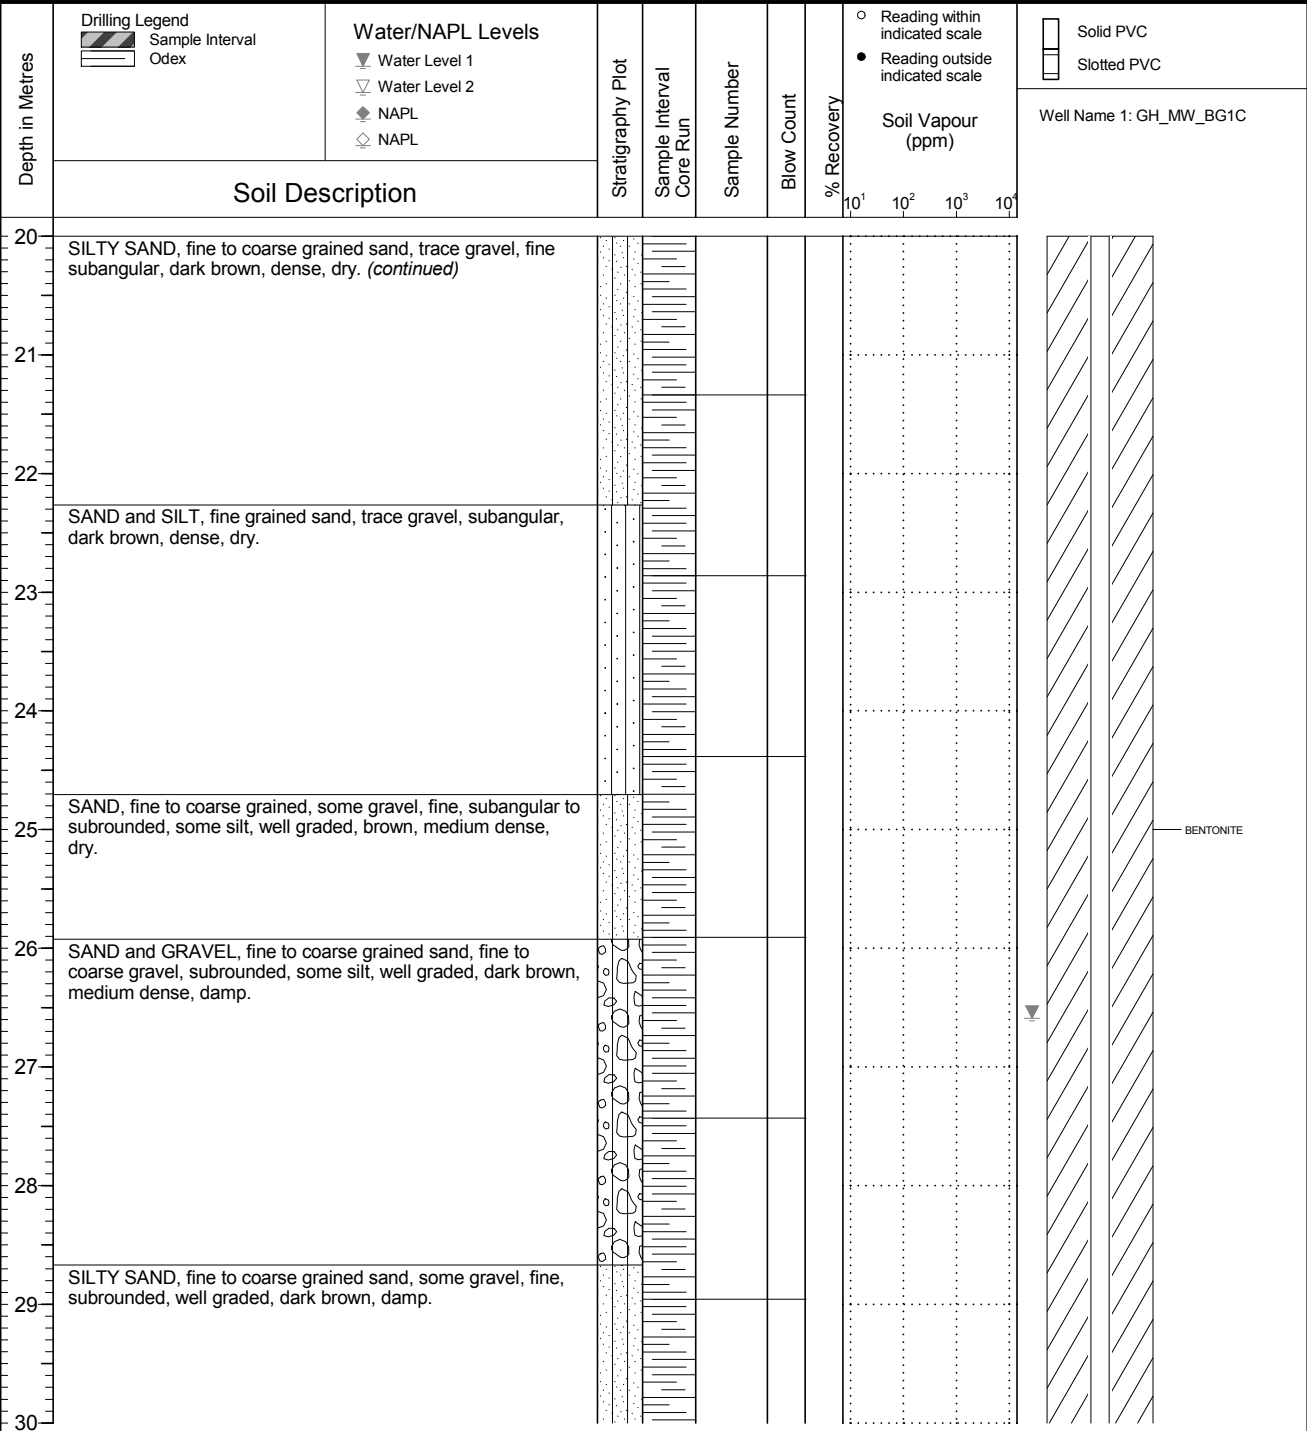 Depth in Metres
Drilling Legend
Sample Interval
Odex
Water/NAPL Levels
Water Level 1
Water Level 2
NAPL
NAPL
Soil Description
Stratigraphy Plot
Sample Interval
Core Run
Sample Number
Blow Count
% Recovery
Reading within
indicated scale
Reading outside
indicated scale
Soil Vapour
(ppm)
10¹ 10² 10³ 10⁴
Solid PVC
Slotted PVC
Well Name 1: GH_MW_BG1C
20
SILTY SAND, fine to coarse grained sand, trace gravel, fine
subangular, dark brown, dense, dry. (continued)
21
22
SAND and SILT, fine grained sand, trace gravel, subangular,
dark brown, dense, dry.
23
24
SAND, fine to coarse grained, some gravel, fine, subangular to
subrounded, some silt, well graded, brown, medium dense,
dry.
25
BENTONITE
26
SAND and GRAVEL, fine to coarse grained sand, fine to
coarse gravel, subrounded, some silt, well graded, dark brown,
medium dense, damp.
27
28
SILTY SAND, fine to coarse grained sand, some gravel, fine,
subrounded, well graded, dark brown, damp.
29
30